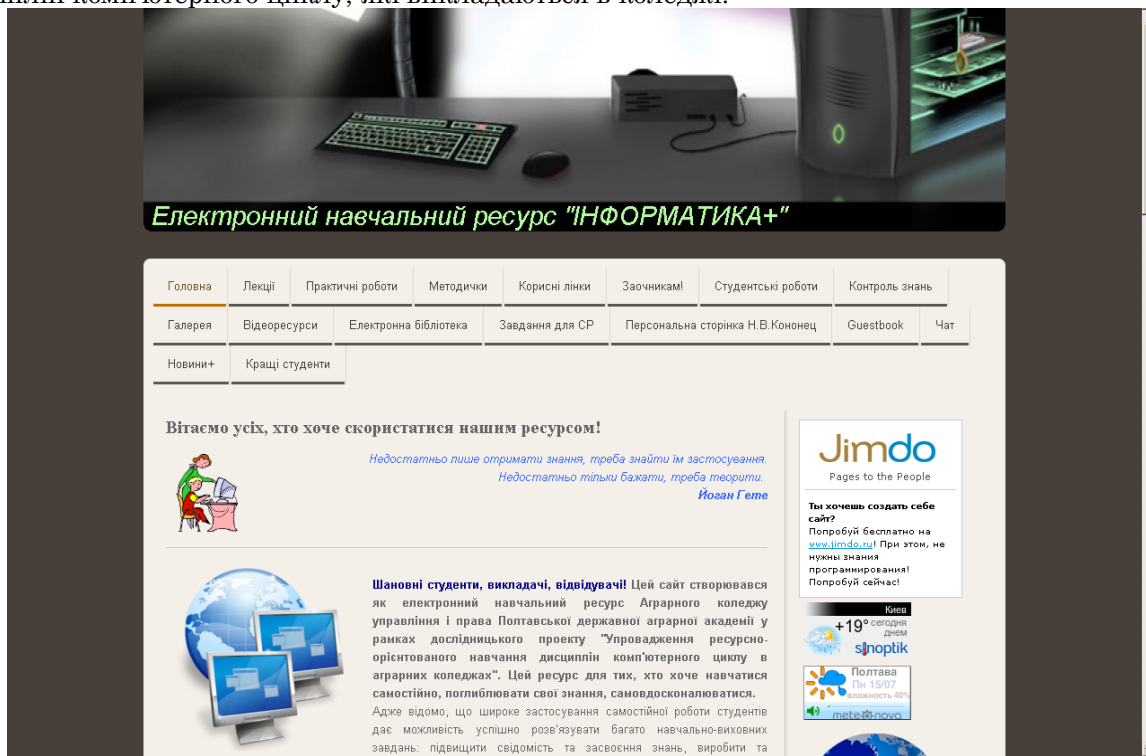 комп'ютерного циклу, які викладаються в коледжі.
Електронний навчальний ресурс "ІНФОРМАТИКА+"
Головна Лекції Практичні роботи Методички Корисні лінки Заочникам! Студентські роботи Контроль знань
Галерея Відеоресурси Електронна бібліотека Завдання для СР Персональна сторінка Н.В.Кононец Guestbook Чат
Новини+ Кращі студенти
Вітаємо усіх, хто хоче скористатися нашим ресурсом!
Недостатньо лише отримати знання, треба знайти їм застосування.
Недостатньо тільки бажати, треба творити.
Йоган Гете
Шановні студенти, викладачі, відвідувачі! Цей сайт створювався
як електронний навчальний ресурс Аграрного коледжу
управління і права Полтавської державної аграрної академії у
рамках дослідницького проекту "Упровадження ресурсно-
орієнтованого навчання дисциплін комп'ютерного циклу в
аграрних коледжах". Цей ресурс для тих, хто хоче навчатися
самостійно, поглиблювати свої знання, самовдосконалюватися.
Адже відомо, що широке застосування самостійної роботи студентів
дає можливість успішно розв'язувати багато навчально-виховних
завдань: підвищити свідомість та засвоєння знань, виробити та
Jimdo
Pages to the People
Ты хочешь создать себе
сайт?
Попробуй бесплатно на
www.jimdo.ru! При этом, не
нужны знания
программирования!
Попробуй сейчас!
Киев
+19° сегодня
днем
sinoptik
Полтава
Пн 15/07
влажность 40%
meteonova